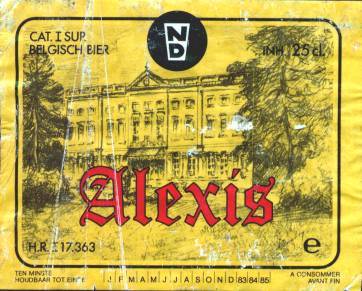 CAT. I SUP.
BELGISCH BIER
ND
INH. 25 cl.
Alexis
H.R. 17.363
e
TEN MINSTE
HOUDBAAR TOT EINDE
J F M A M J J A S O N D 83 84 85
A CONSOMMER
AVANT FIN